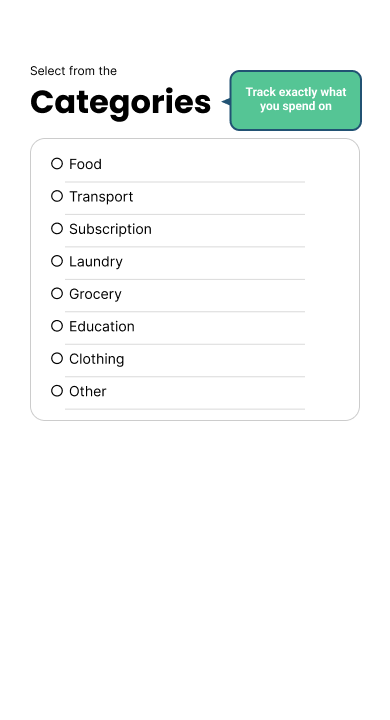 Select from the
Categories
Track exactly what
you spend on
Food
Transport
Subscription
Laundry
Grocery
Education
Clothing
Other